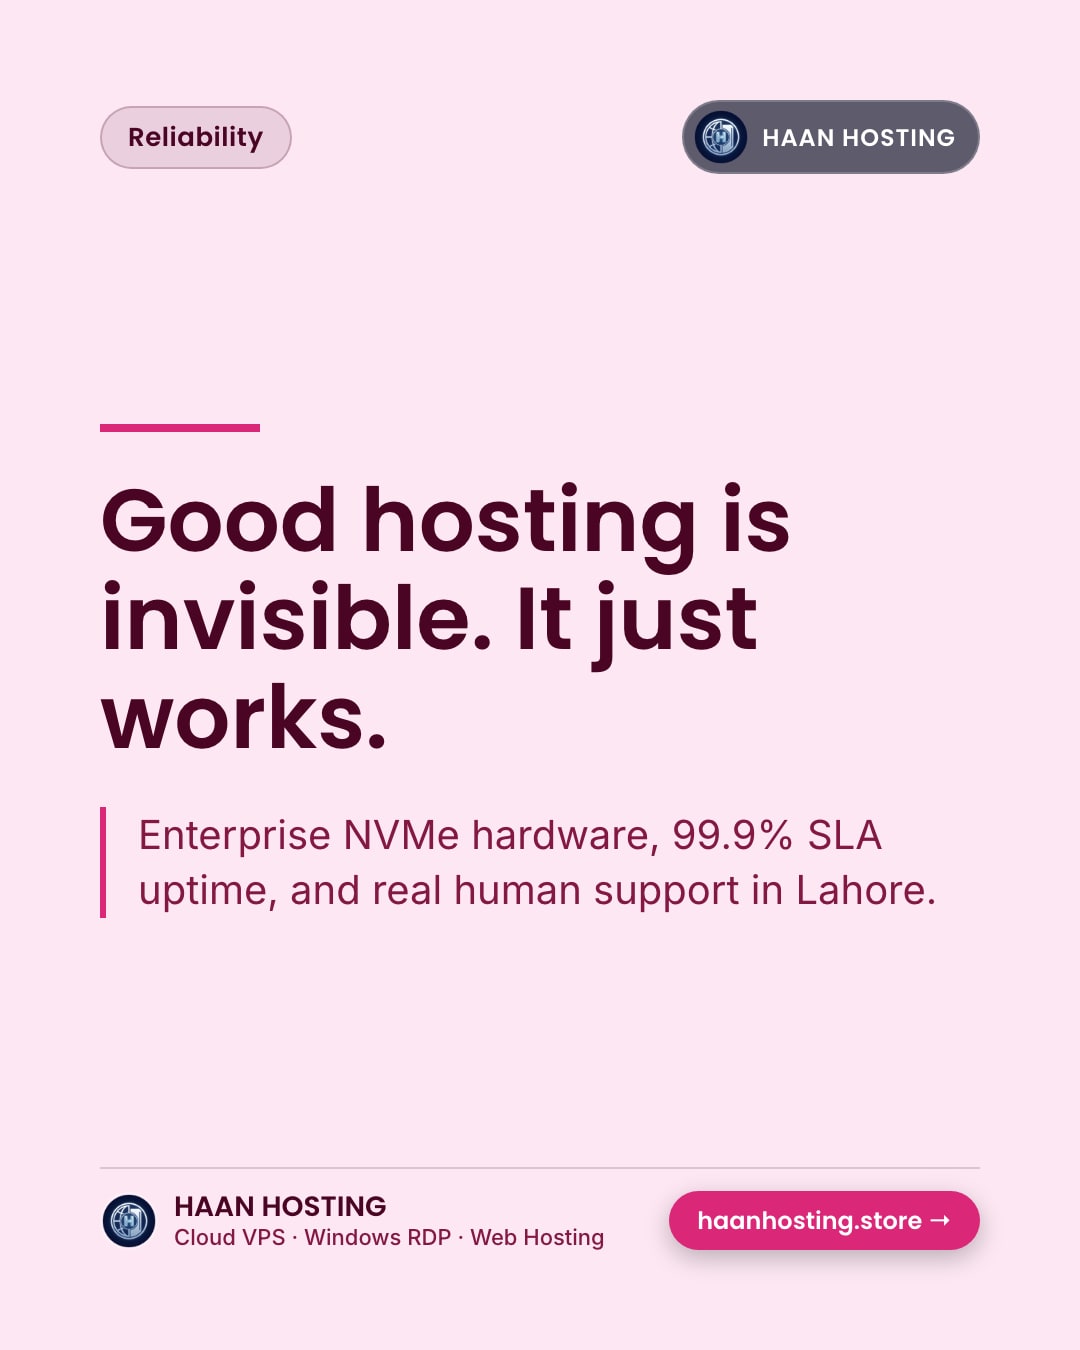 Reliability
HAAN HOSTING
Good hosting is
invisible. It just
works.
Enterprise NVMe hardware, 99.9% SLA
uptime, and real human support in Lahore.
HAAN HOSTING
Cloud VPS · Windows RDP · Web Hosting
haanhosting.store →